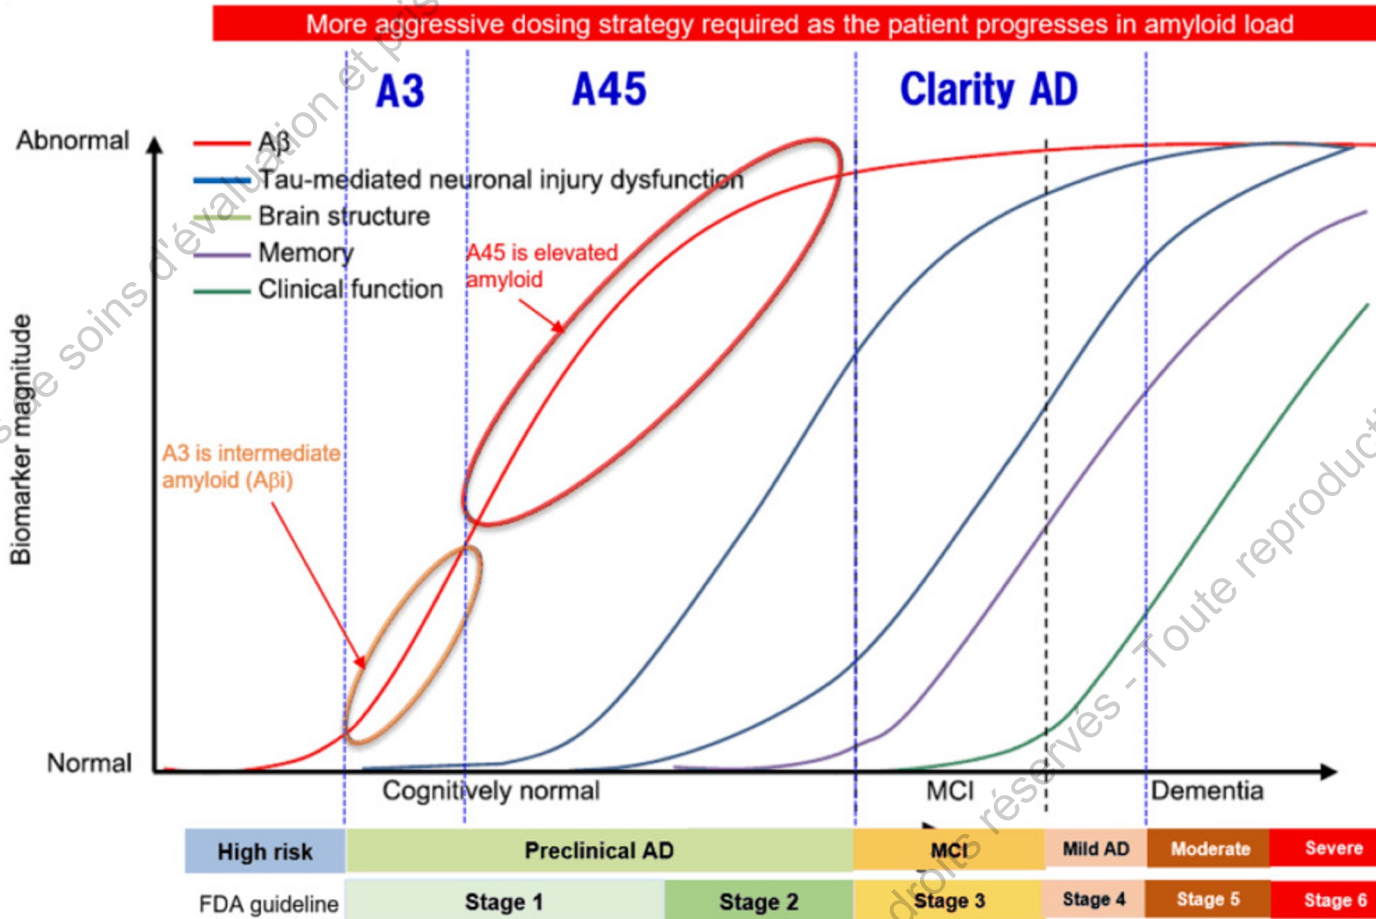 More aggressive dosing strategy required as the patient progresses in amyloid load
A3
A45
Clarity AD
Abnormal
Aβ
Tau-mediated neuronal injury dysfunction
Brain structure
Memory
Clinical function
A45 is elevated
amyloid
A3 is intermediate
amyloid (Aβi)
Biomarker magnitude
Normal
Cognitively normal
MCI
Dementia
High risk
Preclinical AD
MCI
Mild AD
Moderate
Severe
FDA guideline
Stage 1
Stage 2
Stage 3
Stage 4
Stage 5
Stage 6
de soins d'évaluation et pris
droits réservés - Toute reproducti